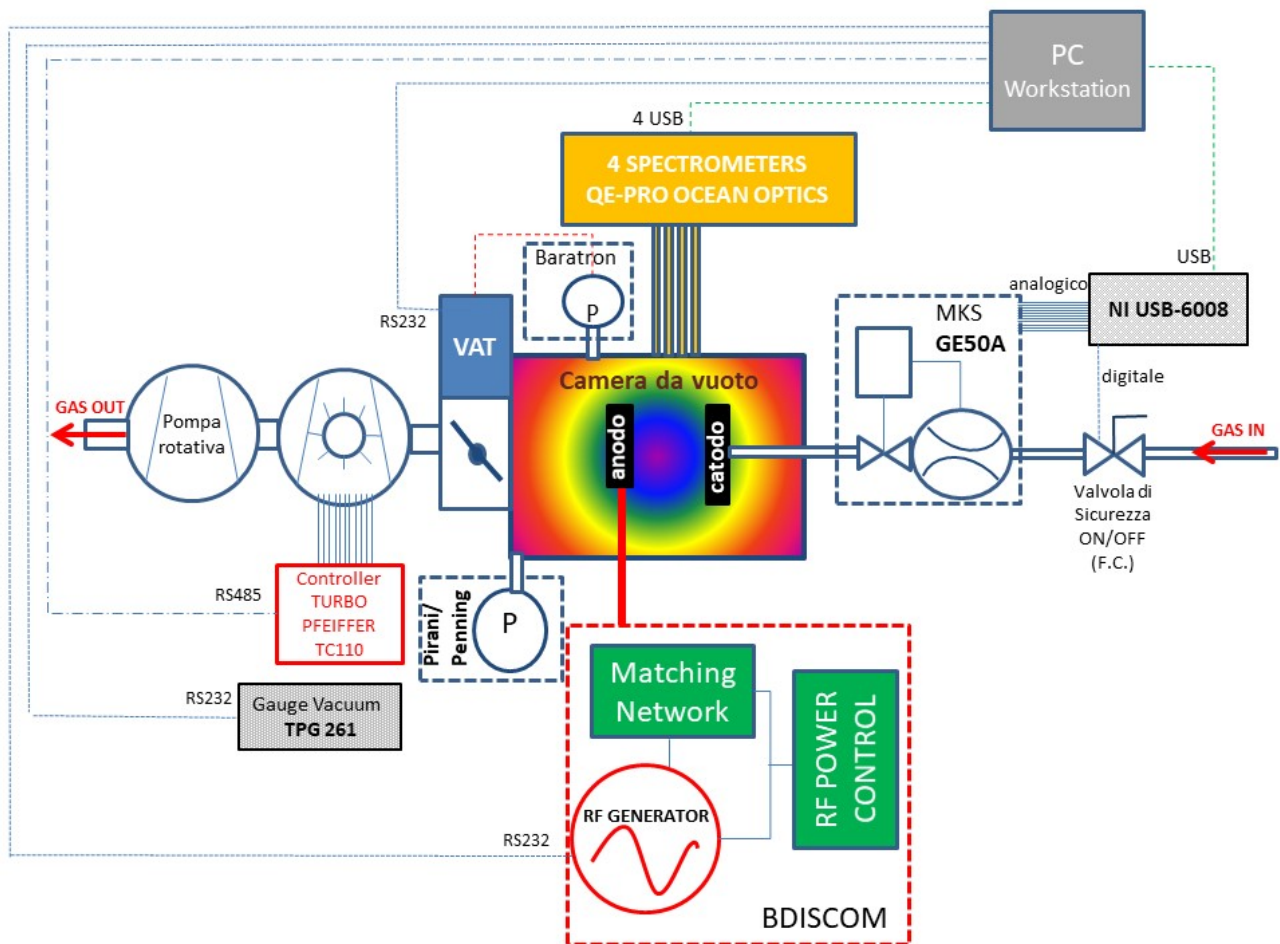 PC
Workstation
4 USB
4 SPECTROMETERS
QE-PRO OCEAN OPTICS
USB
analogico
NI USB-6008
digitale
Baratron
P
RS232
VAT
MKS
GE50A
Camera da vuoto
anodo
catodo
GAS OUT
Pompa
rotativa
GAS IN
Valvola di
Sicurezza
ON/OFF
(F.C.)
RS485
Controller
TURBO
PFEIFFER
TC110
Pirani/
Penning
P
RS232
Gauge Vacuum
TPG 261
Matching
Network
RF POWER
CONTROL
RF GENERATOR
RS232
BDISCOM